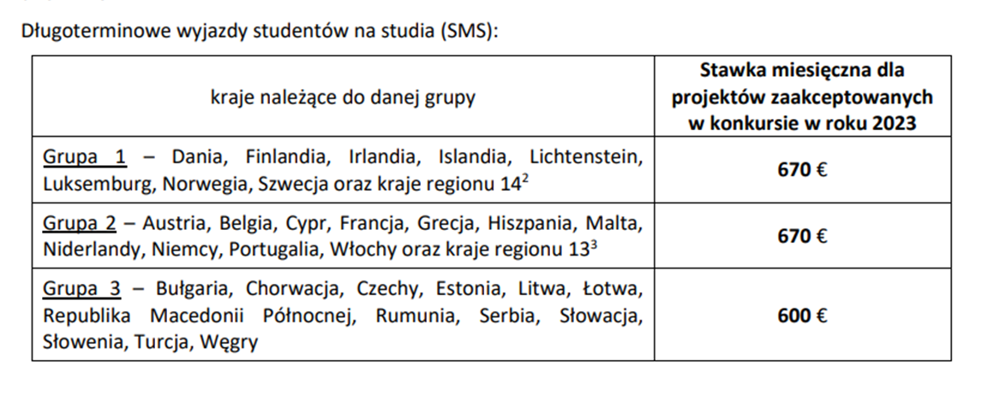 Długoterminowe wyjazdy studentów na studia (SMS):
kraje należące do danej grupy
Stawka miesięczna dla
projektów zaakceptowanych
w konkursie w roku 2023
Grupa 1 – Dania, Finlandia, Irlandia, Islandia, Lichtenstein,
Luksemburg, Norwegia, Szwecja oraz kraje regionu 14²
670 €
Grupa 2 – Austria, Belgia, Cypr, Francja, Grecja, Hiszpania, Malta,
Niderlandy, Niemcy, Portugalia, Włochy oraz kraje regionu 13³
670 €
Grupa 3 – Bułgaria, Chorwacja, Czechy, Estonia, Litwa, Łotwa,
Republika Macedonii Północnej, Rumunia, Serbia, Słowacja,
Słowenia, Turcja, Węgry
600 €